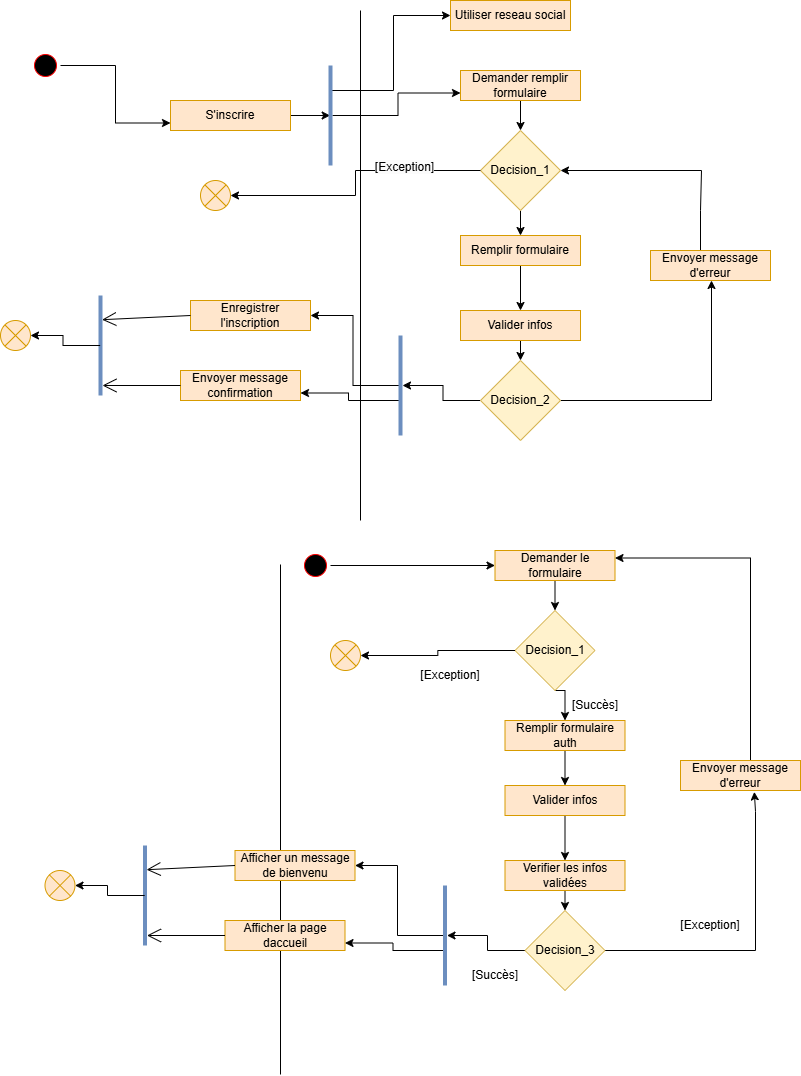 Utiliser reseau social
Demander remplir
formulaire
S'inscrire
[Exception]
Decision_1
Remplir formulaire
Envoyer message
d'erreur
Enregistrer
l'inscription
Valider infos
Envoyer message
confirmation
Decision_2
Demander le
formulaire
Decision_1
[Exception]
[Succès]
Remplir formulaire
auth
Envoyer message
d'erreur
Valider infos
Afficher un message
de bienvenu
Verifier les infos
validées
Afficher la page
daccueil
[Exception]
Decision_3
[Succès]